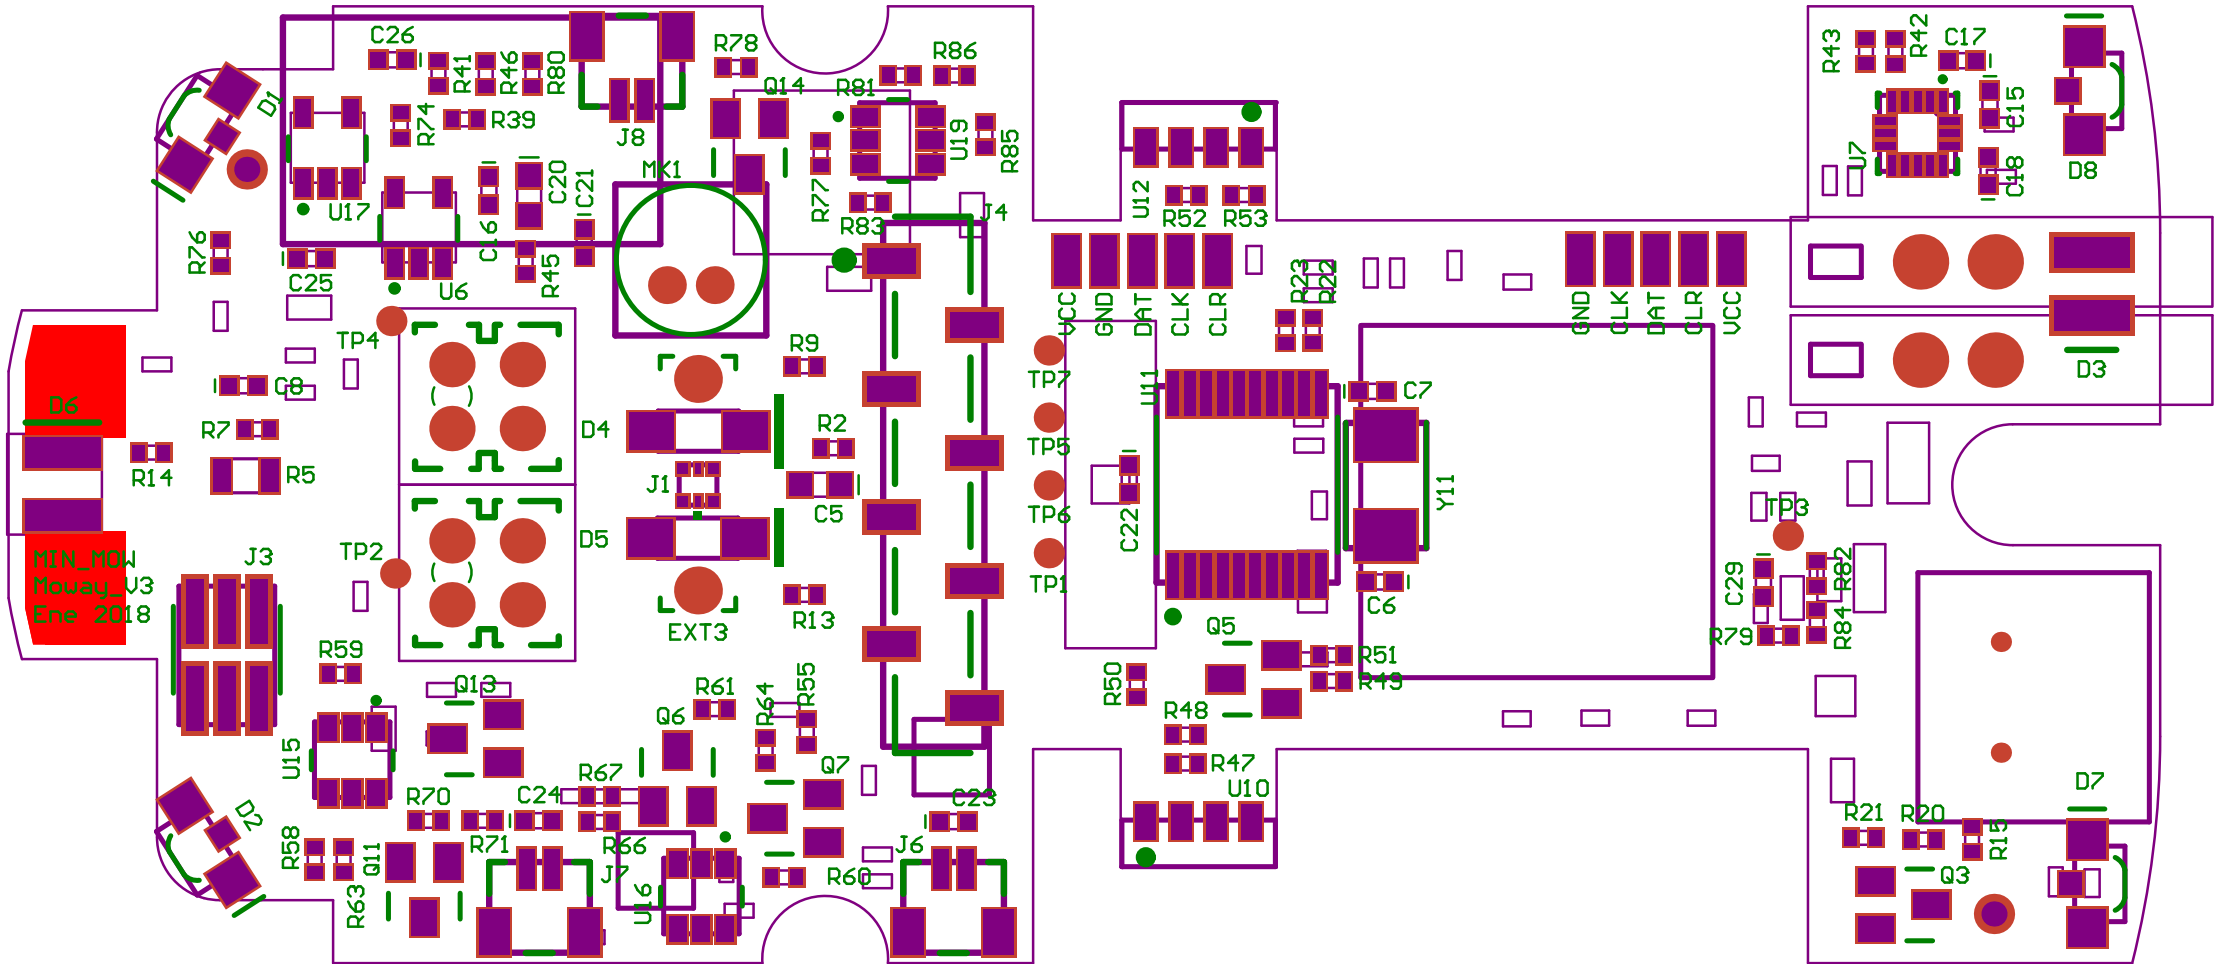 C26
R41
R46
R80
R78
R86
R43
R42
C17
D1
R74
R39
J8
Q14
R81
U19
R85
U7
C15
C18
D8
U17
C16
C20
C21
MK1
R77
R83
J4
U12
R52
R53
R76
C25
U6
R45
TP4
VCC
GND
DAT
CLK
CLR
R23
R22
GND
CLK
DAT
CLR
VCC
D3
D6
C8
R7
R14
R5
D4
R9
R2
J1
C5
TP7
TP5
TP6
TP1
U11
C22
C7
Y11
C6
TP3
C29
R82
R84
R79
MIN_MOW
Moway_V3
Ene 2018
J3
TP2
D5
R13
EXT3
R59
Q13
Q6
R61
R64
R55
Q5
R51
R49
R50
R48
R47
U10
U15
R70
R71
C24
R67
R66
Q7
C23
J6
D2
R58
R63
Q11
J7
U16
R60
D7
R21
R20
R15
Q3